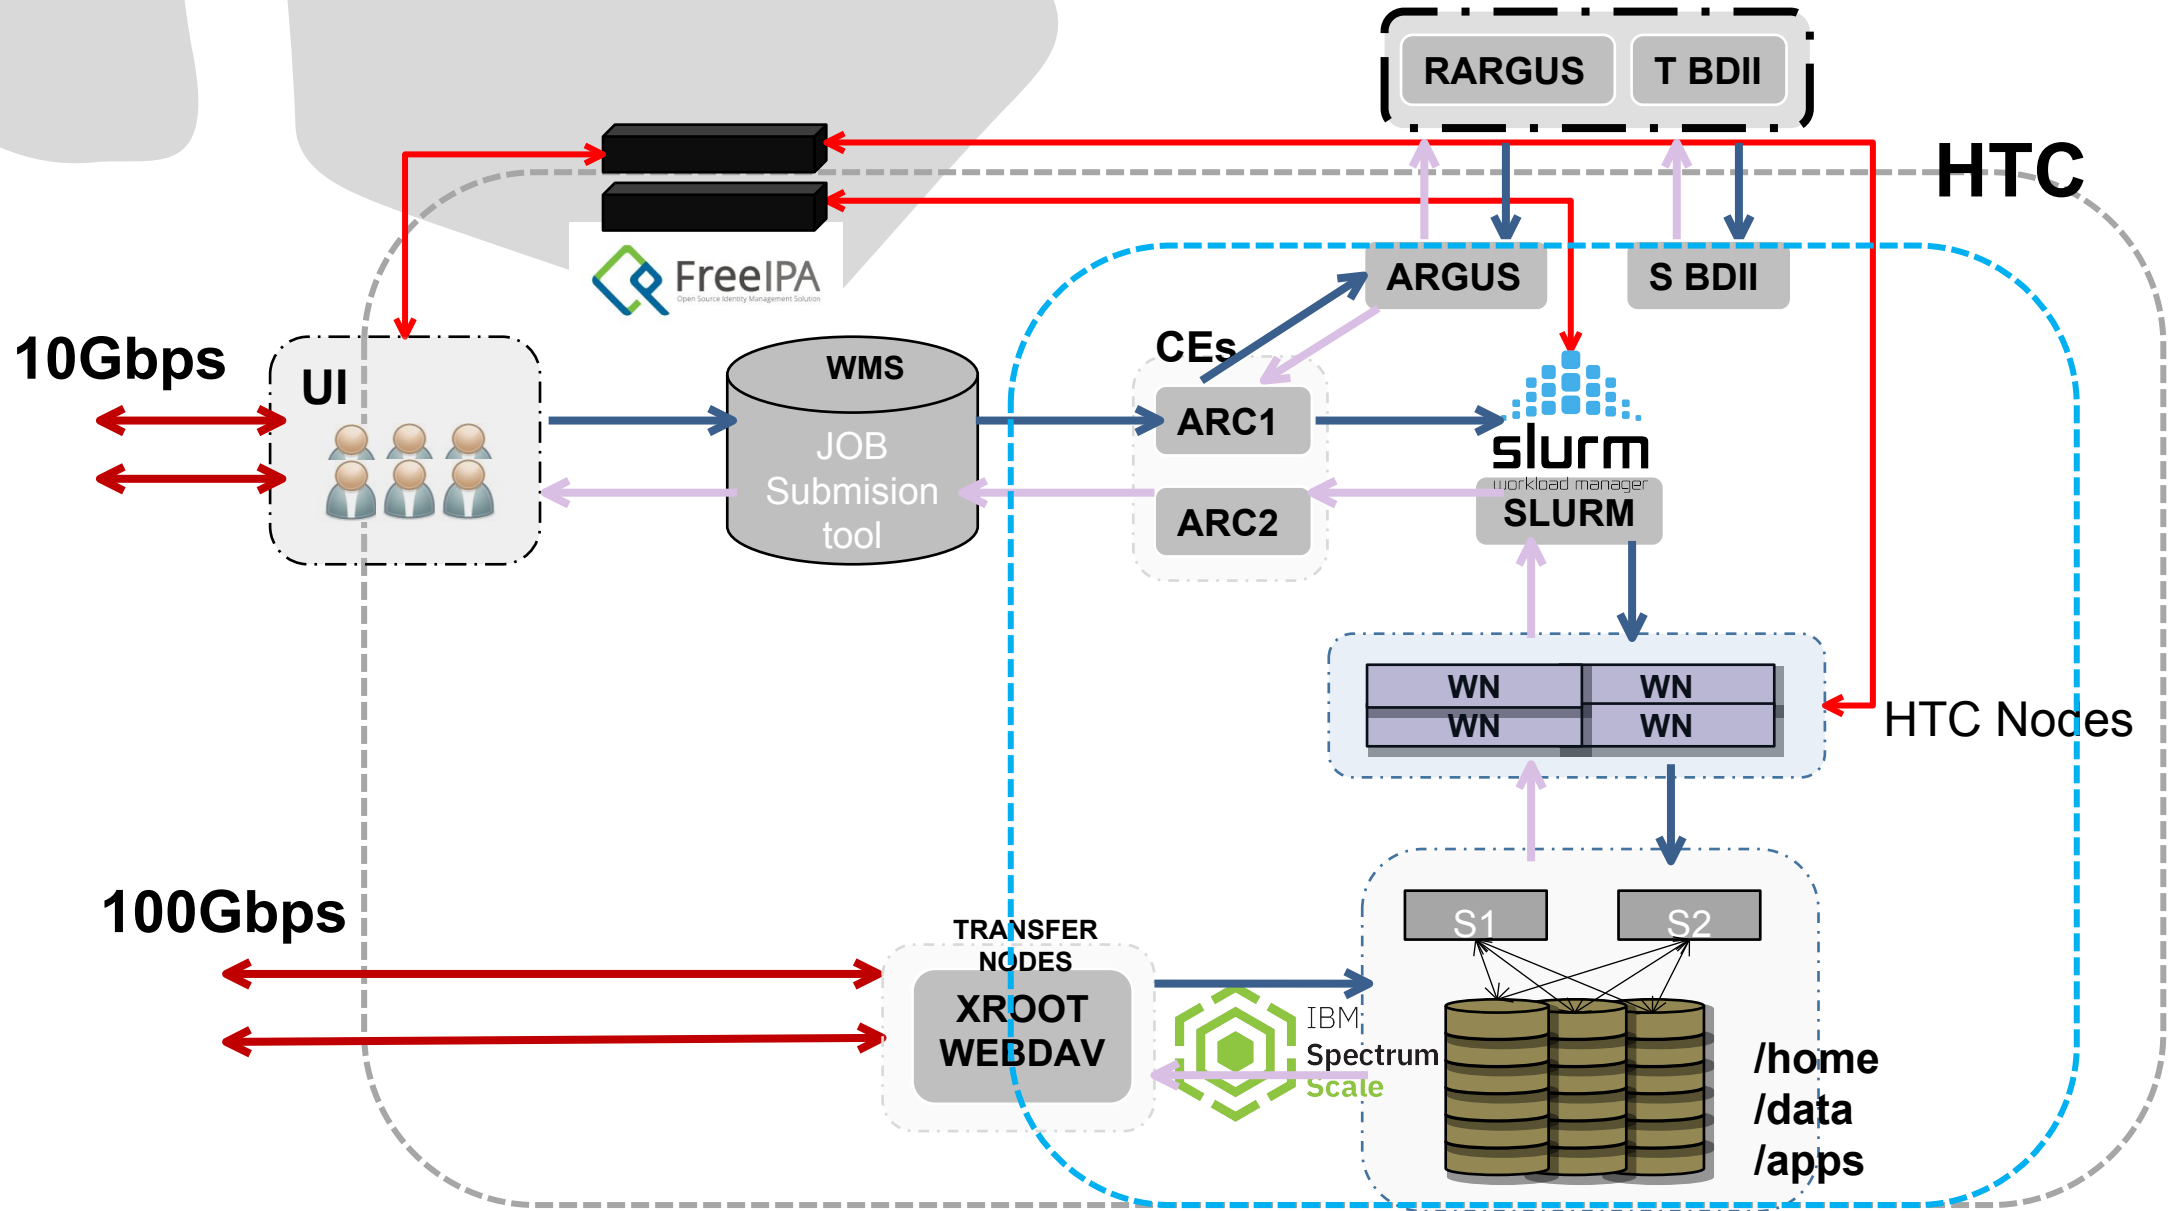 RARGUS
T BDII
HTC
FreeIPA
Open Source Identity Management Solution
ARGUS
S BDII
10Gbps
UI
WMS
JOB
Submision
tool
CEs
ARC1
ARC2
slurm
workload manager
SLURM
WN
WN
WN
WN
HTC Nodes
100Gbps
TRANSFER
NODES
XROOT
WEBDAV
IBM
Spectrum
Scale
S1
S2
/home
/data
/apps